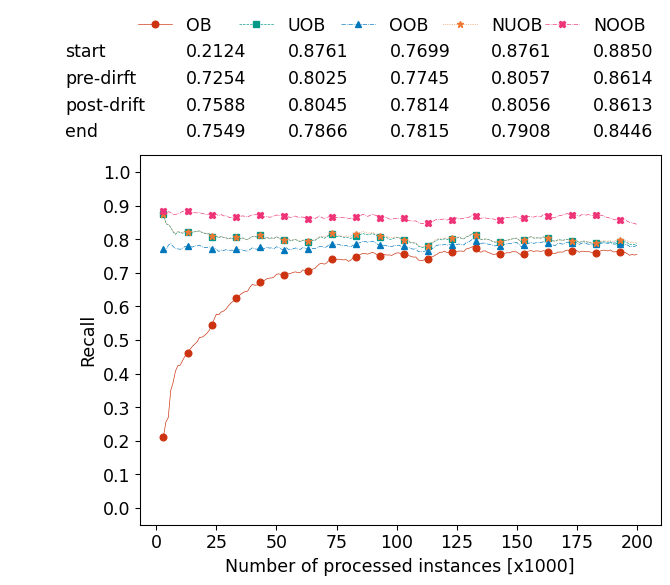 OB UOB OOB NUOB NOOB
start 0.2124 0.8761 0.7699 0.8761 0.8850
pre-dirft 0.7254 0.8025 0.7745 0.8057 0.8614
post-drift 0.7588 0.8045 0.7814 0.8056 0.8613
end 0.7549 0.7866 0.7815 0.7908 0.8446
1.0
0.9
0.8
0.7
0.6
0.5
0.4
0.3
0.2
0.1
0.0
Recall
0 25 50 75 100 125 150 175 200
Number of processed instances [x1000]